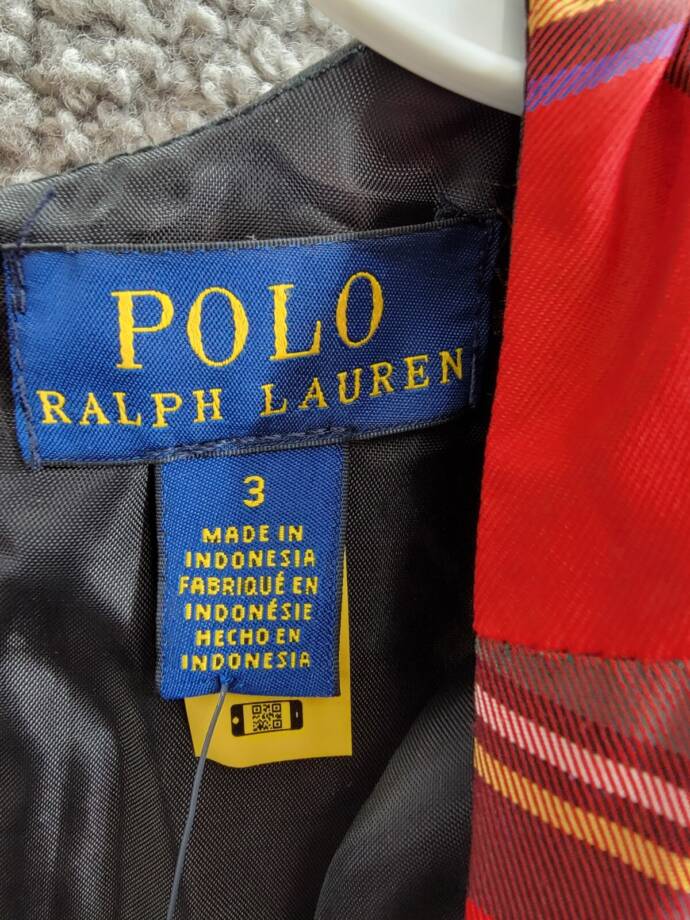 POLO
RALPH LAUREN
3
MADE IN
INDONESIA
FABRIQUÉ EN
INDONÉSIE
HECHO EN
INDONESIA